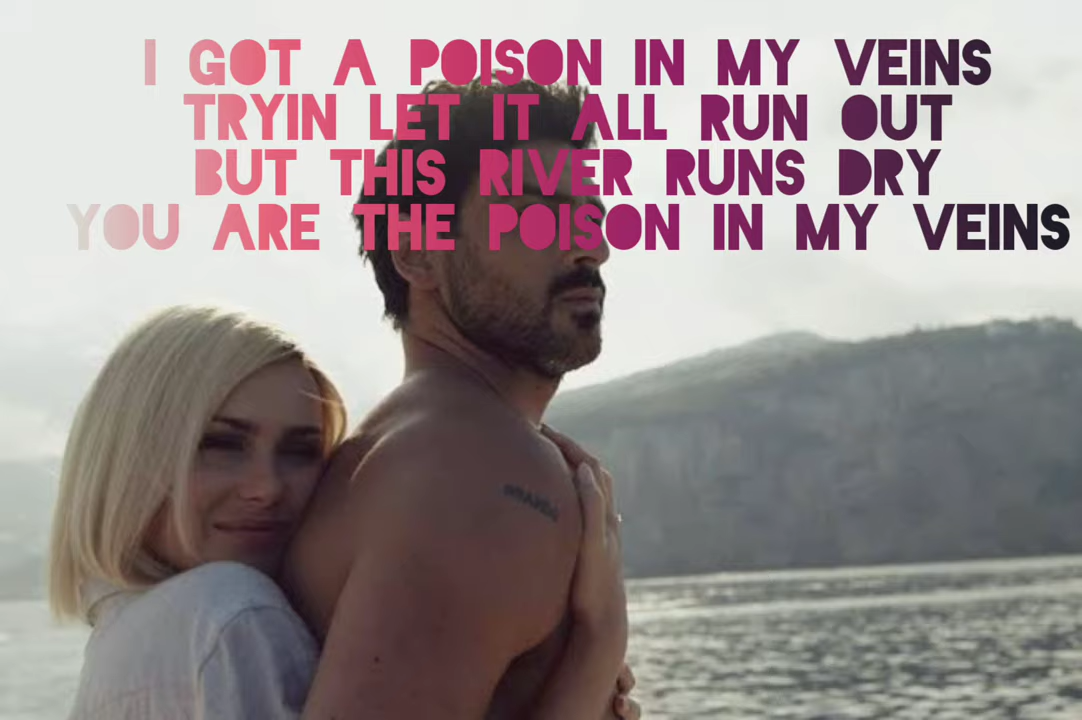 I GOT A POISON IN MY VEINS
TRYIN LET IT ALL RUN OUT
BUT THIS RIVER RUNS DRY
YOU ARE THE POISON IN MY VEINS